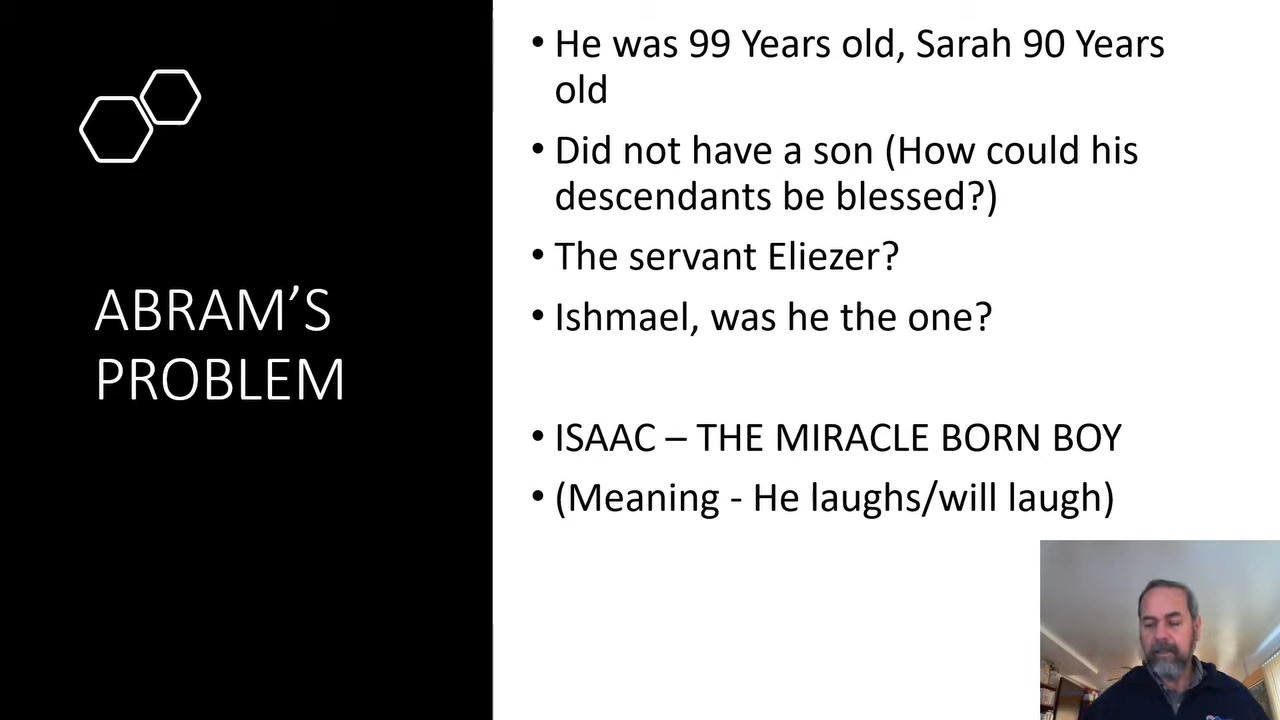 ABRAM’S
PROBLEM
• He was 99 Years old, Sarah 90 Years
old
• Did not have a son (How could his
descendants be blessed?)
• The servant Eliezer?
• Ishmael, was he the one?
• ISAAC – THE MIRACLE BORN BOY
• (Meaning - He laughs/will laugh)